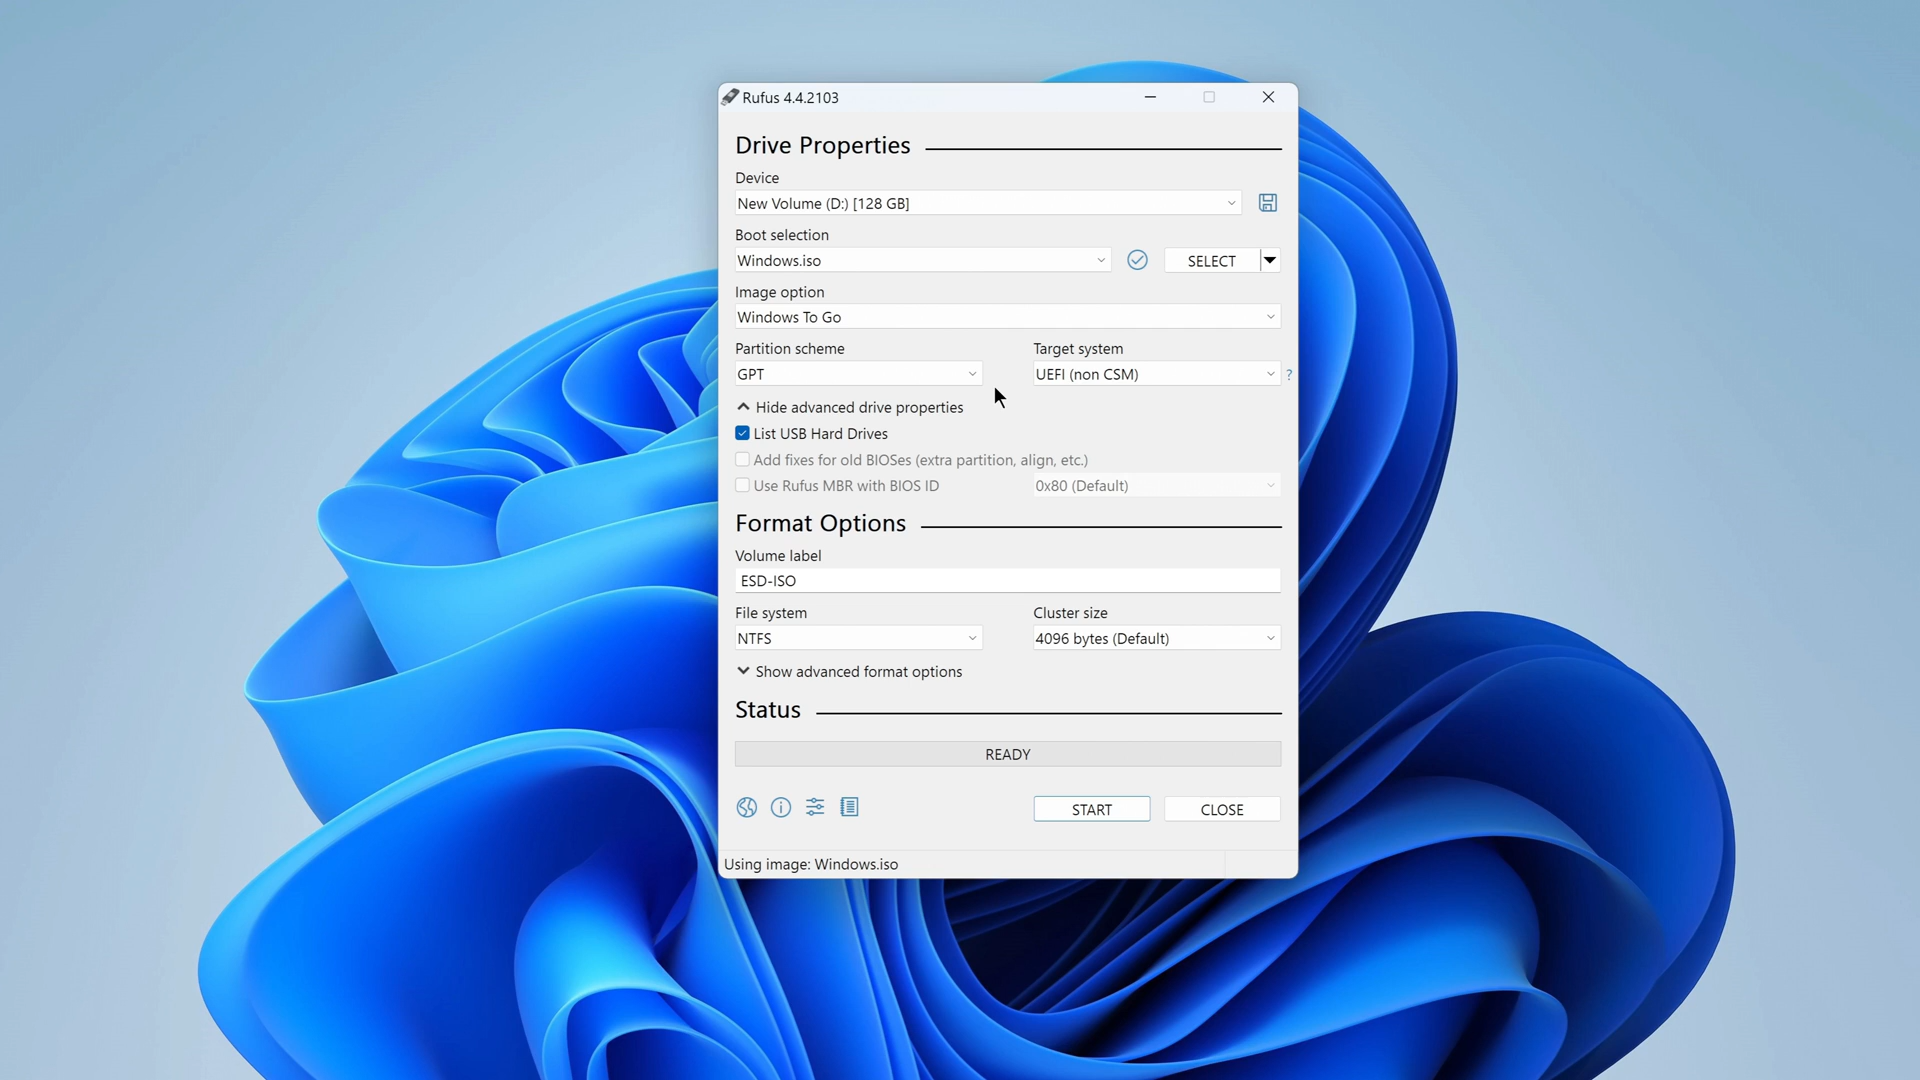 Rufus 4.4.2103
Drive Properties
Device
New Volume (D:) [128 GB]
Boot selection
Windows.iso
SELECT
Image option
Windows To Go
Partition scheme
Target system
GPT
UEFI (non CSM)
?
Hide advanced drive properties
List USB Hard Drives
Add fixes for old BIOSes (extra partition, align, etc.)
Use Rufus MBR with BIOS ID
0x80 (Default)
Format Options
Volume label
ESD-ISO
File system
Cluster size
NTFS
4096 bytes (Default)
Show advanced format options
Status
READY
START
CLOSE
Using image: Windows.iso